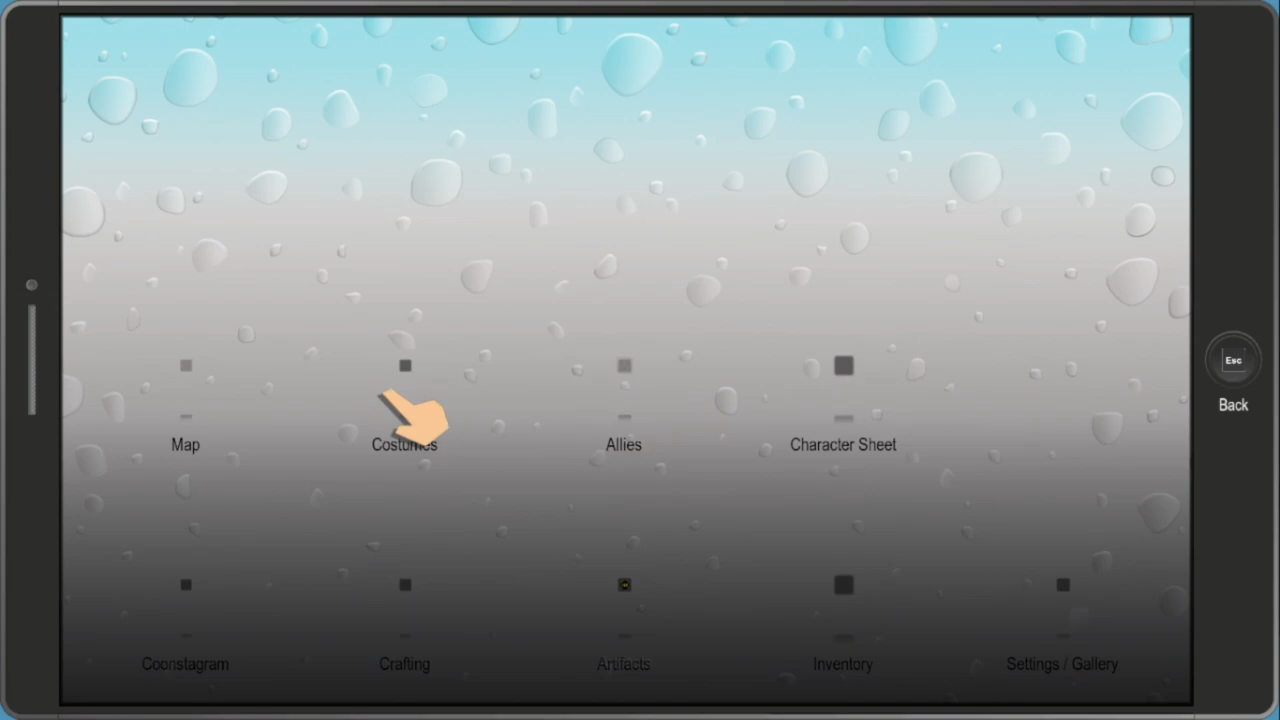 Map
Costumes
Allies
Character Sheet
Esc
Back
Coonstagram
Crafting
Artifacts
Inventory
Settings / Gallery